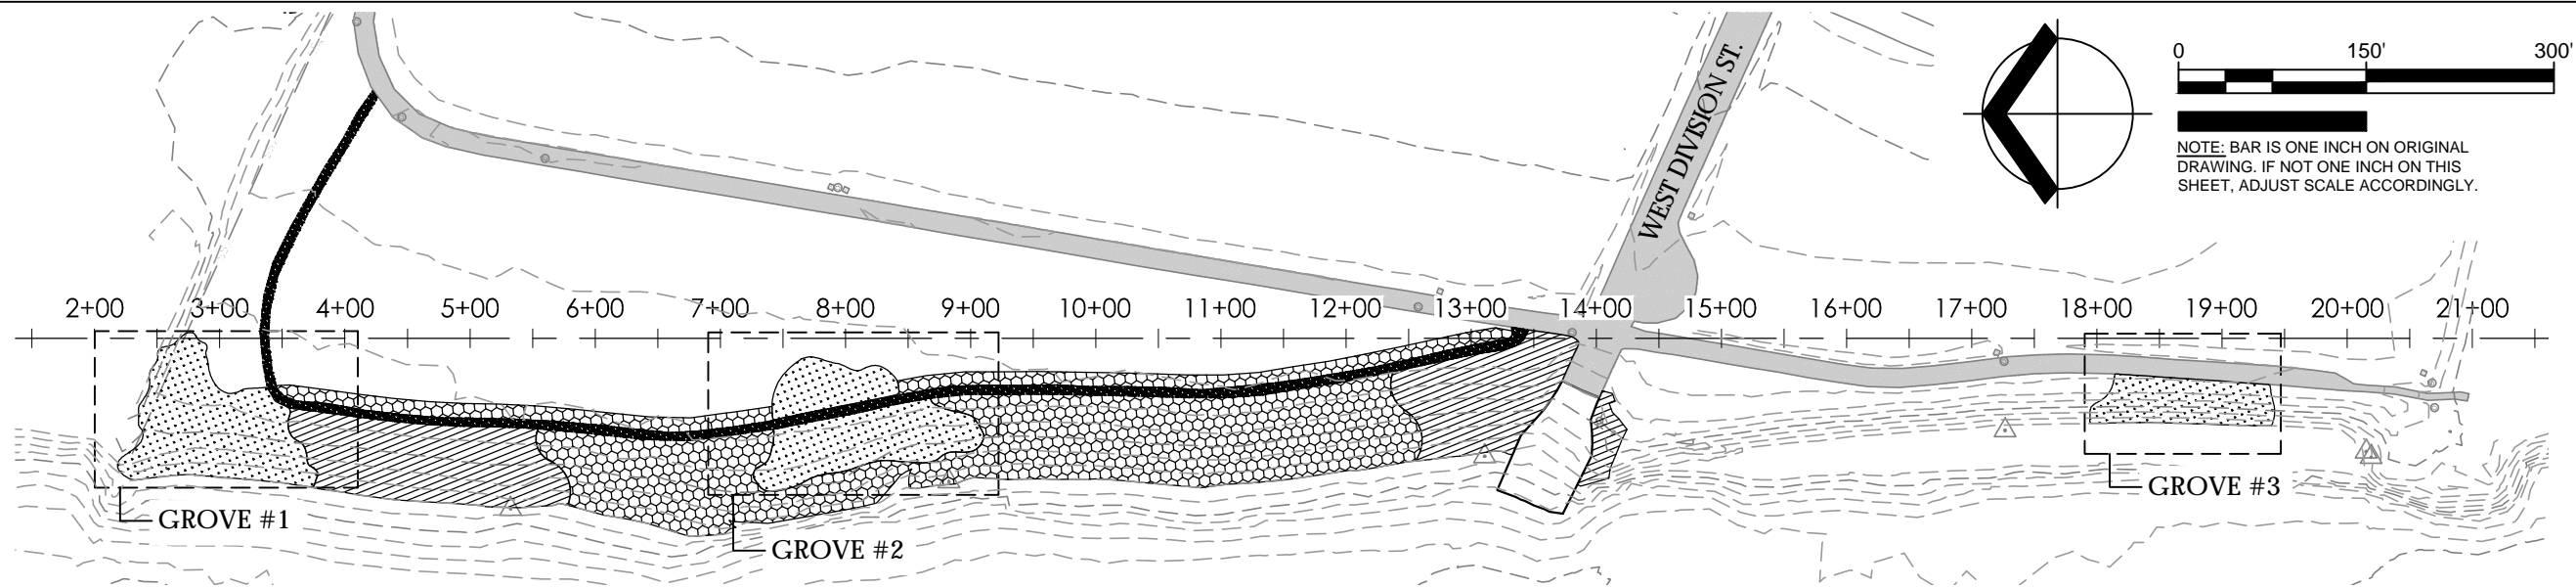 0 150' 300'
NOTE: BAR IS ONE INCH ON ORIGINAL
DRAWING. IF NOT ONE INCH ON THIS
SHEET, ADJUST SCALE ACCORDINGLY.
WEST DIVISION ST.
2+00 3+00 4+00 5+00 6+00 7+00 8+00 9+00 10+00 11+00 12+00 13+00 14+00 15+00 16+00 17+00 18+00 19+00 20+00 21+00
GROVE #3
GROVE #1
GROVE #2